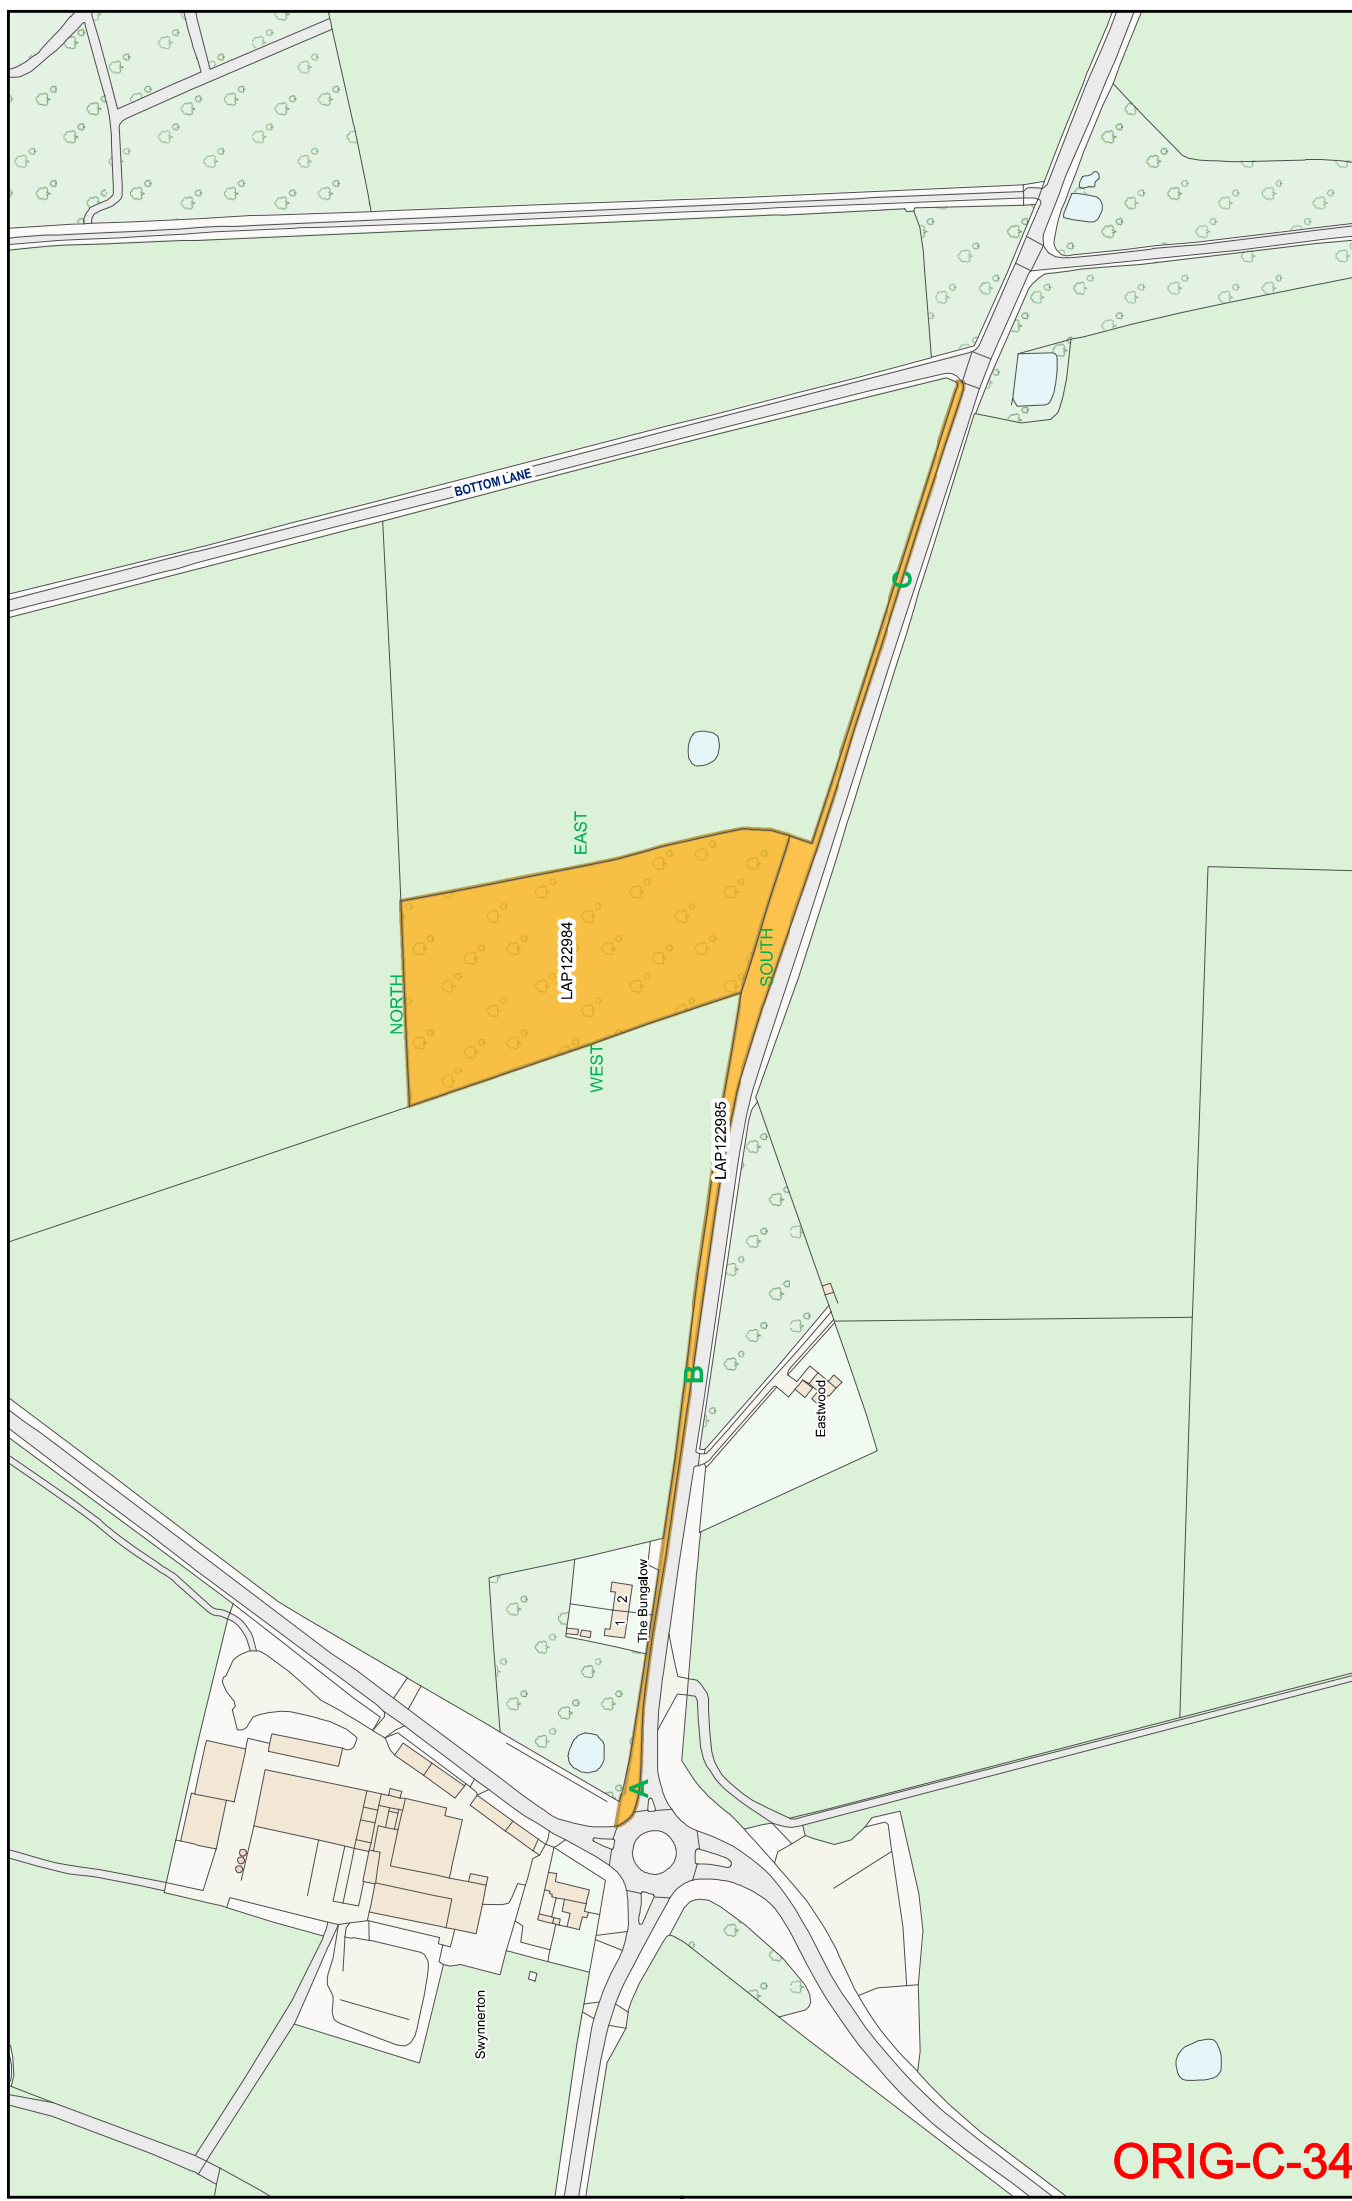 BOTTOM LANE
C
EAST
LAP122984
SOUTH
NORTH
WEST
LAP122985
B
Eastwood
The Bungalow
1 2
A
Swynnerton
ORIG-C-34